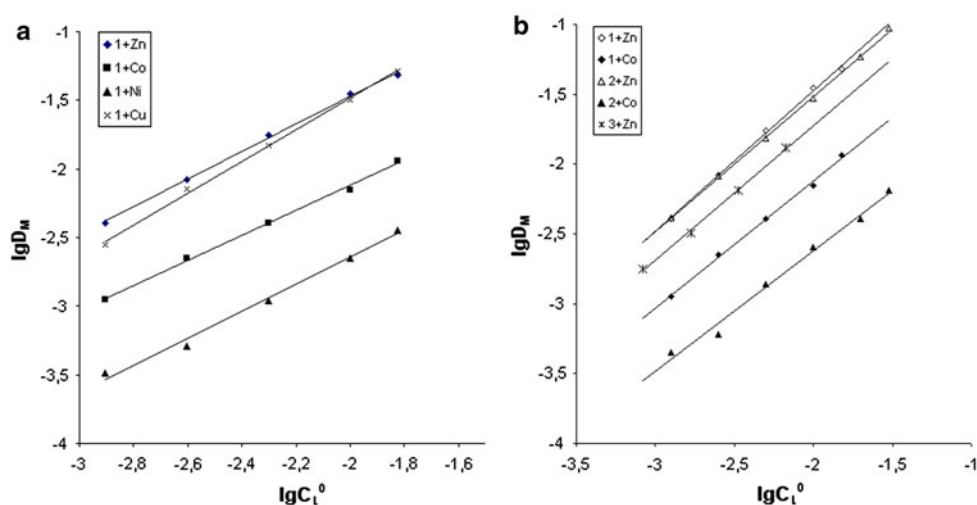 a
1+Zn
1+Co
1+Ni
1+Cu
-1
-1,5
-2
-2,5
-3
-3,5
-4
lgD_M
-3 -2,8 -2,6 -2,4 -2,2 -2 -1,8 -1,6
lgC_L^0
b
1+Zn
1+Co
2+Zn
2+Co
3+Zn
-1
-1,5
-2
-2,5
-3
-3,5
-4
lgD_M
-3,5 -3 -2,5 -2 -1,5 -1
lgC_L^0